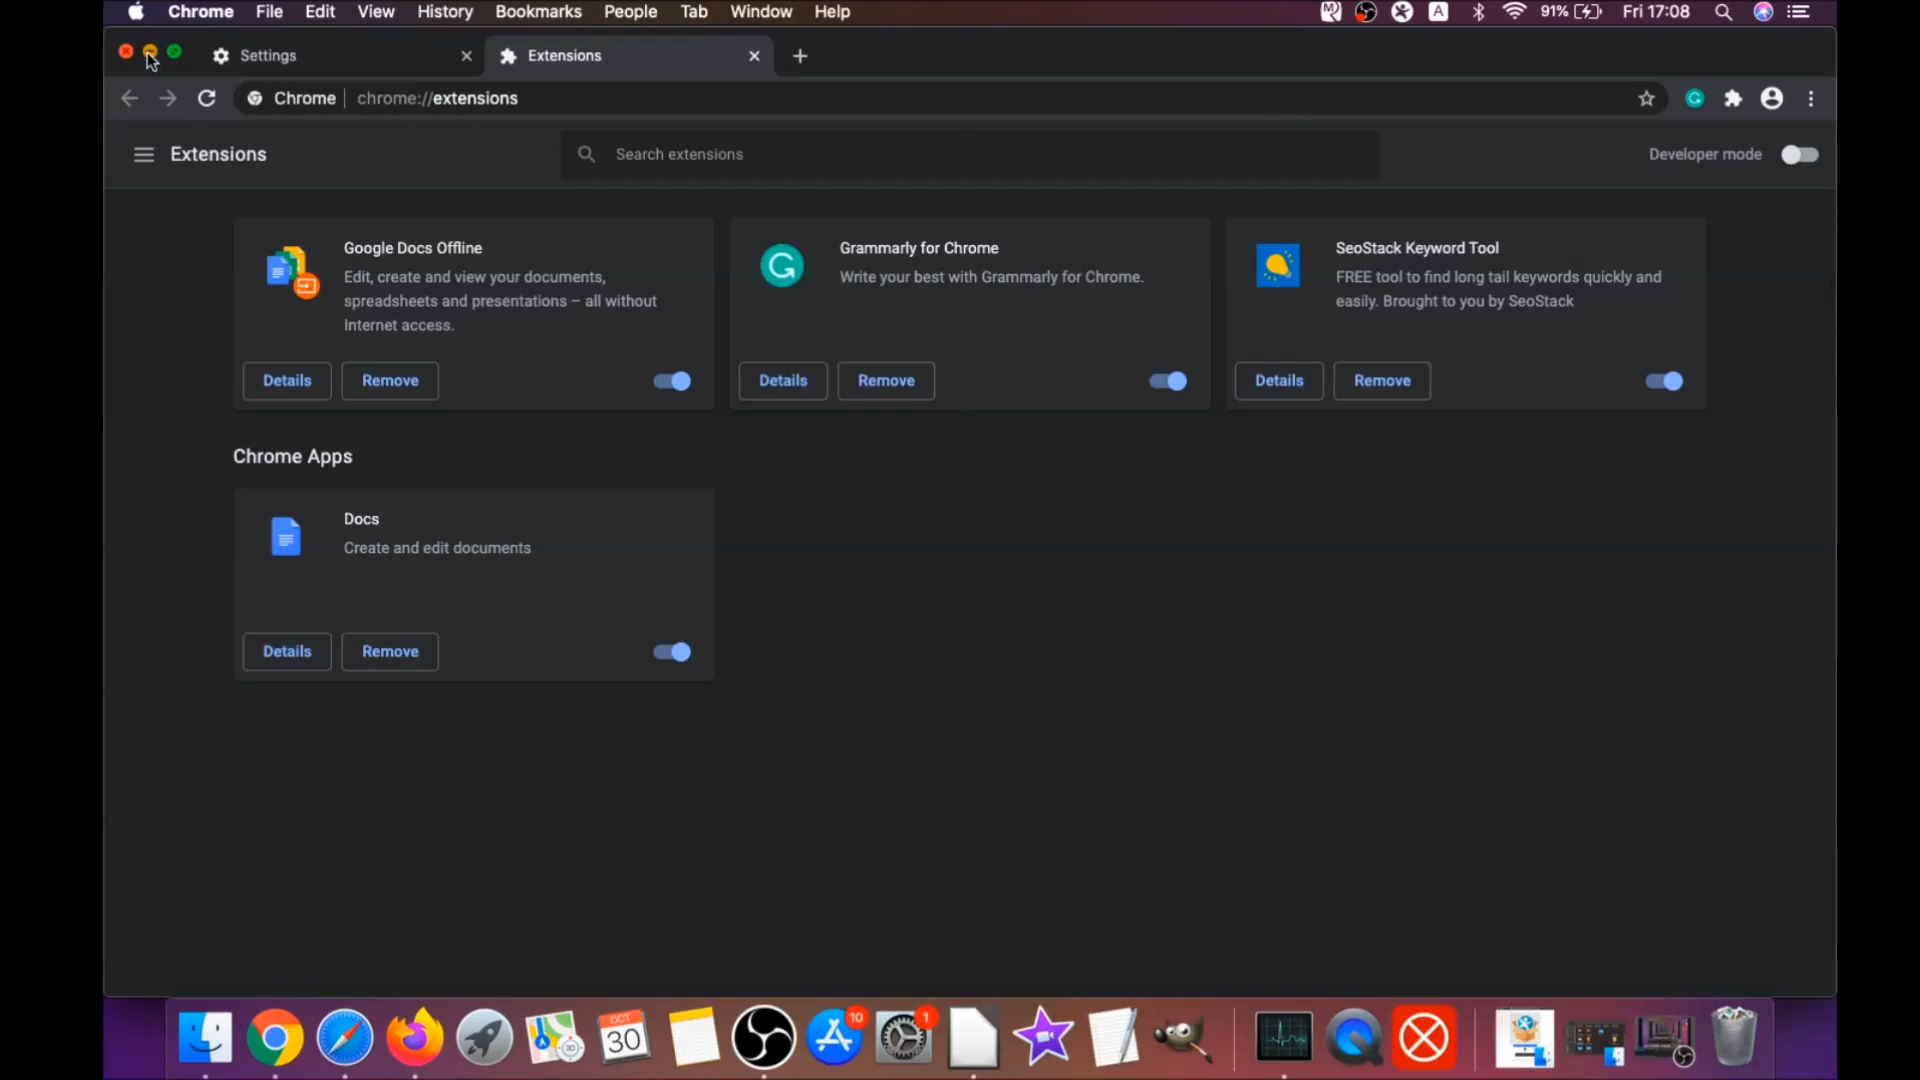 Chrome File Edit View History Bookmarks People Tab Window Help A 91% Fri 17:08
Settings Extensions
Chrome chrome://extensions
Extensions Search extensions Developer mode
Google Docs Offline
Edit, create and view your documents,
spreadsheets and presentations – all without
Internet access.
Details Remove
Grammarly for Chrome
Write your best with Grammarly for Chrome.
Details Remove
SeoStack Keyword Tool
FREE tool to find long tail keywords quickly and
easily. Brought to you by SeoStack
Details Remove
Chrome Apps
Docs
Create and edit documents
Details Remove
OCT
30
10
1